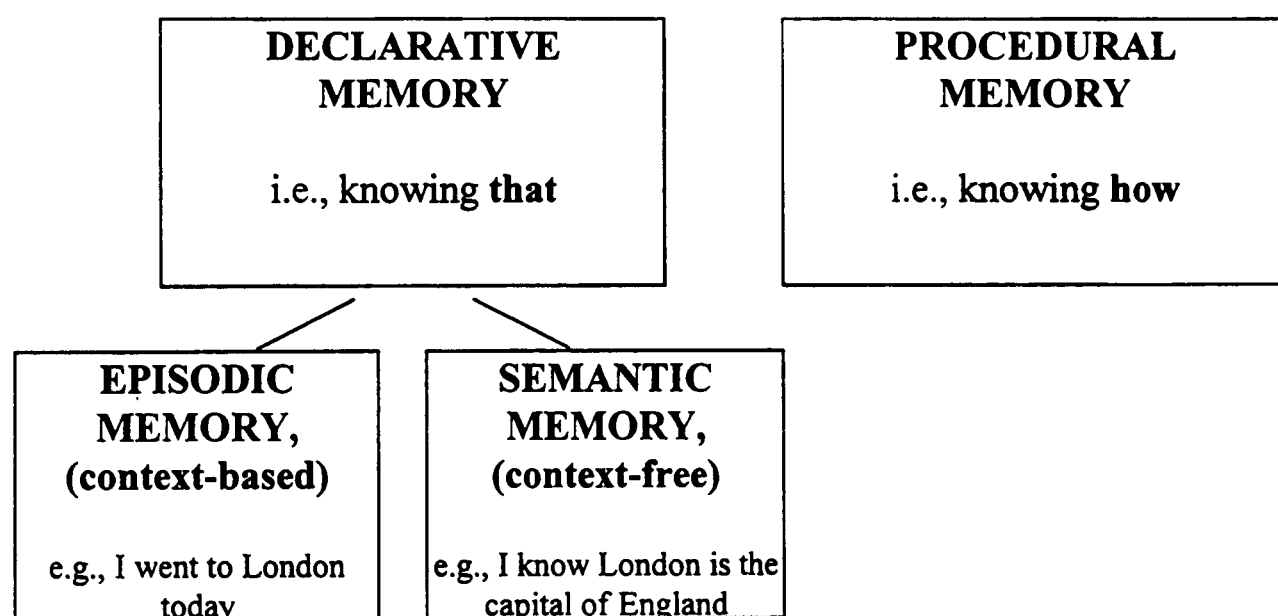 DECLARATIVE
MEMORY
i.e., knowing that
PROCEDURAL
MEMORY
i.e., knowing how
EPISODIC
MEMORY,
(context-based)
e.g., I went to London
today
SEMANTIC
MEMORY,
(context-free)
e.g., I know London is the
capital of England